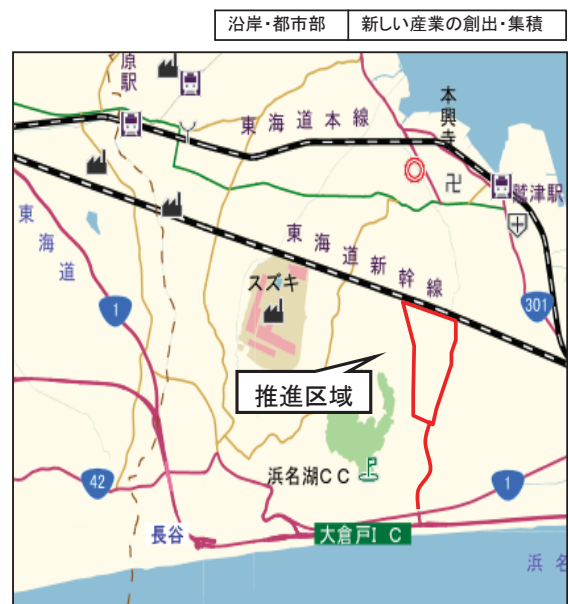 沿岸・都市部
新しい産業の創出・集積
原駅
東海道本線
本興寺
卍
鷲津駅
東海道
東海道新幹線
スズキ
1
301
推進区域
浜名湖CC
42
1
長谷
大倉戸I C
浜名